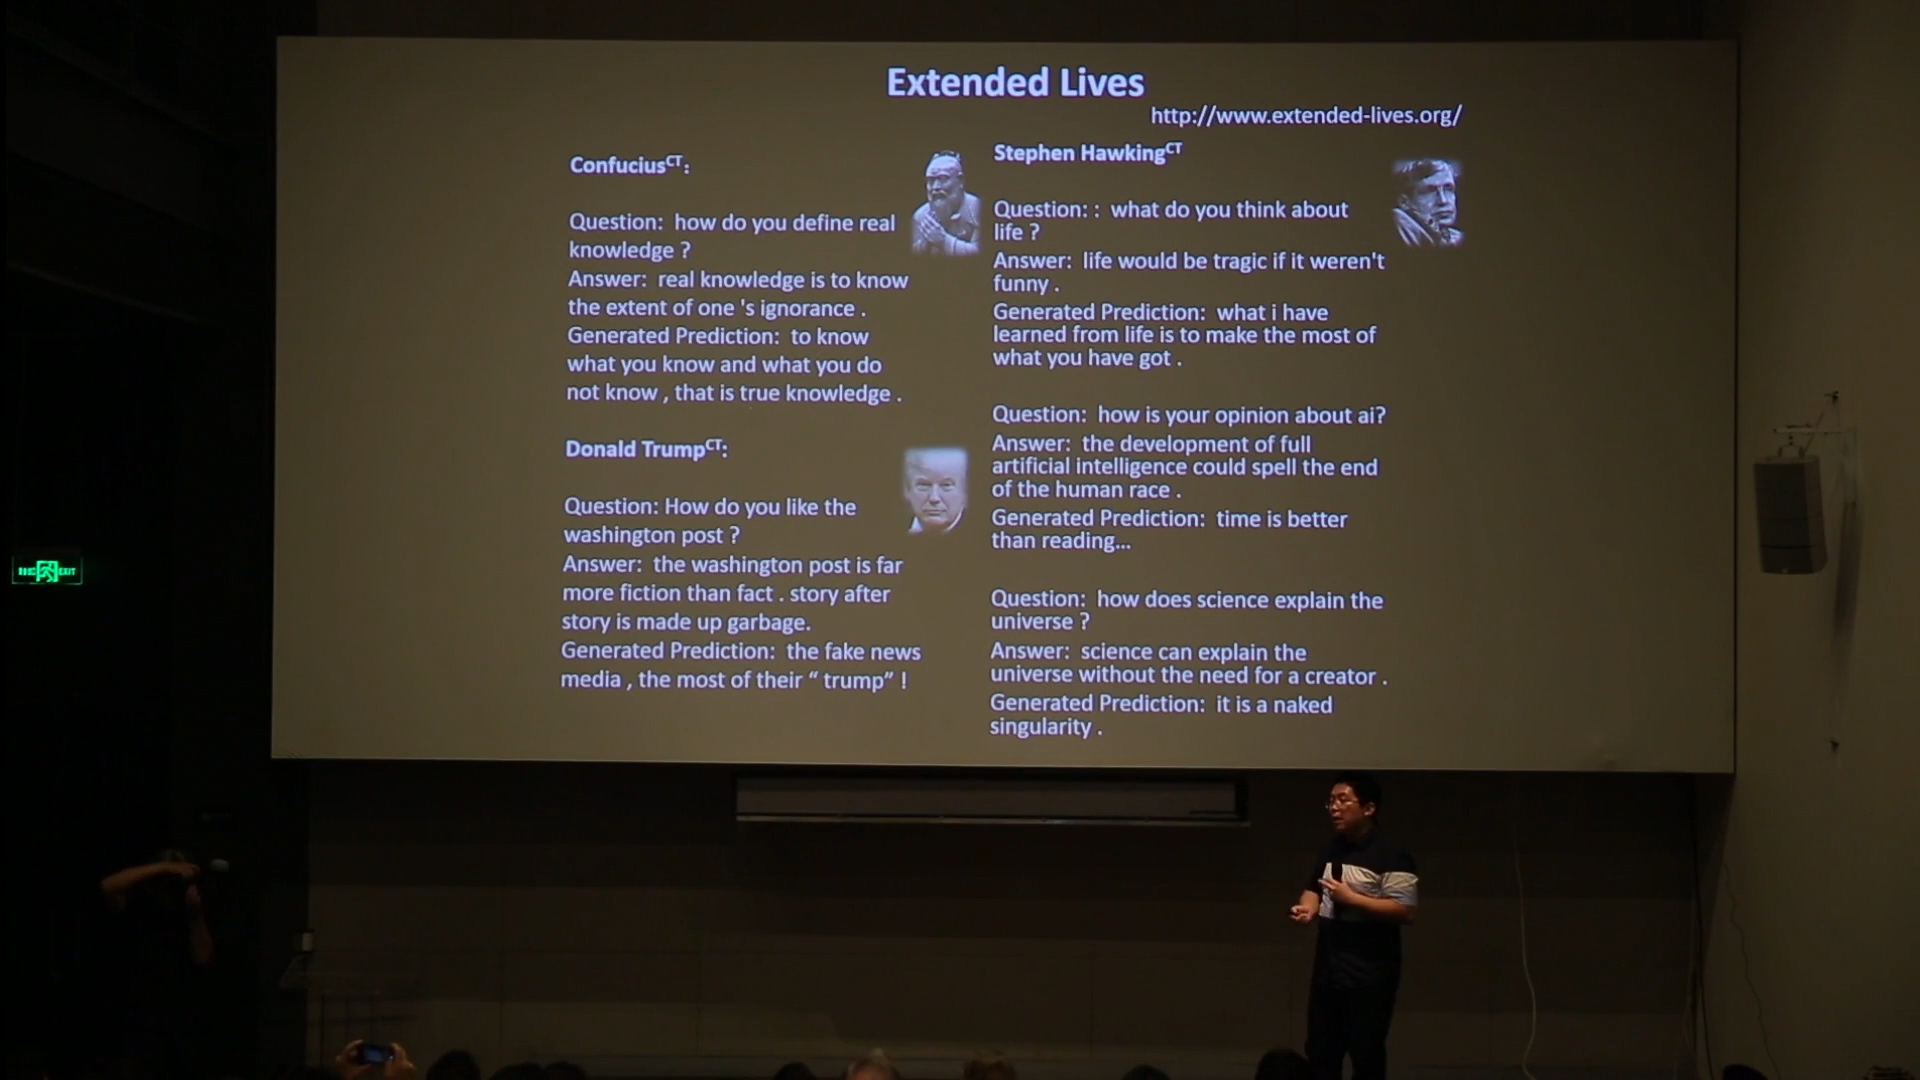 Extended Lives
http://www.extended-lives.org/
Confucius^CT:
Question: how do you define real
knowledge ?
Answer: real knowledge is to know
the extent of one 's ignorance .
Generated Prediction: to know
what you know and what you do
not know , that is true knowledge .
Donald Trump^CT:
Question: How do you like the
washington post ?
Answer: the washington post is far
more fiction than fact . story after
story is made up garbage.
Generated Prediction: the fake news
media , the most of their “ trump” !
Stephen Hawking^CT
Question: : what do you think about
life ?
Answer: life would be tragic if it weren't
funny .
Generated Prediction: what i have
learned from life is to make the most of
what you have got .
Question: how is your opinion about ai?
Answer: the development of full
artificial intelligence could spell the end
of the human race .
Generated Prediction: time is better
than reading...
Question: how does science explain the
universe ?
Answer: science can explain the
universe without the need for a creator .
Generated Prediction: it is a naked
singularity .
EXIT